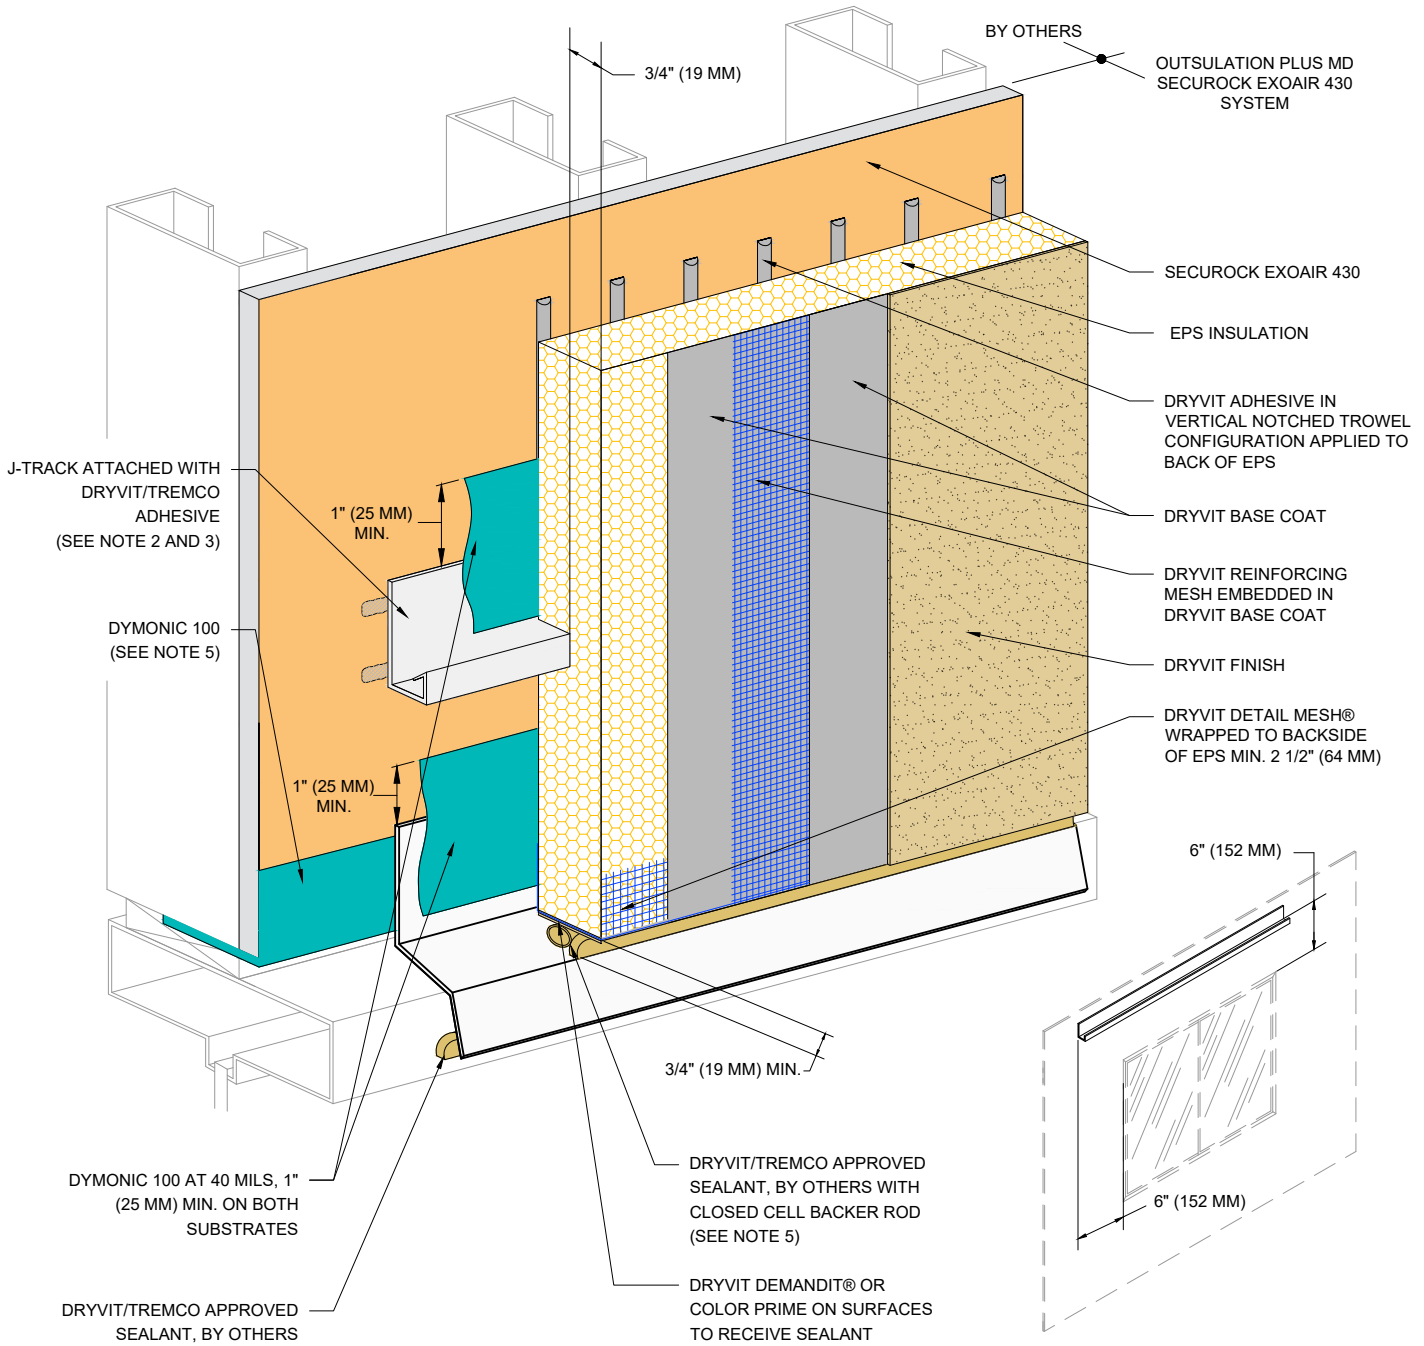 BY OTHERS
OUTSULATION PLUS MD
SECUROCK EXOAIR 430
SYSTEM
3/4" (19 MM)
SECUROCK EXOAIR 430
EPS INSULATION
DRYVIT ADHESIVE IN
VERTICAL NOTCHED TROWEL
CONFIGURATION APPLIED TO
BACK OF EPS
J-TRACK ATTACHED WITH
DRYVIT/TREMCO
ADHESIVE
(SEE NOTE 2 AND 3)
1" (25 MM)
MIN.
DRYVIT BASE COAT
DRYVIT REINFORCING
MESH EMBEDDED IN
DRYVIT BASE COAT
DYMONIC 100
(SEE NOTE 5)
DRYVIT FINISH
DRYVIT DETAIL MESH®
WRAPPED TO BACKSIDE
OF EPS MIN. 2 1/2" (64 MM)
1" (25 MM)
MIN.
6" (152 MM)
3/4" (19 MM) MIN.
DYMONIC 100 AT 40 MILS, 1"
(25 MM) MIN. ON BOTH
SUBSTRATES
DRYVIT/TREMCO APPROVED
SEALANT, BY OTHERS WITH
CLOSED CELL BACKER ROD
(SEE NOTE 5)
6" (152 MM)
DRYVIT/TREMCO APPROVED
SEALANT, BY OTHERS
DRYVIT DEMANDIT® OR
COLOR PRIME ON SURFACES
TO RECEIVE SEALANT